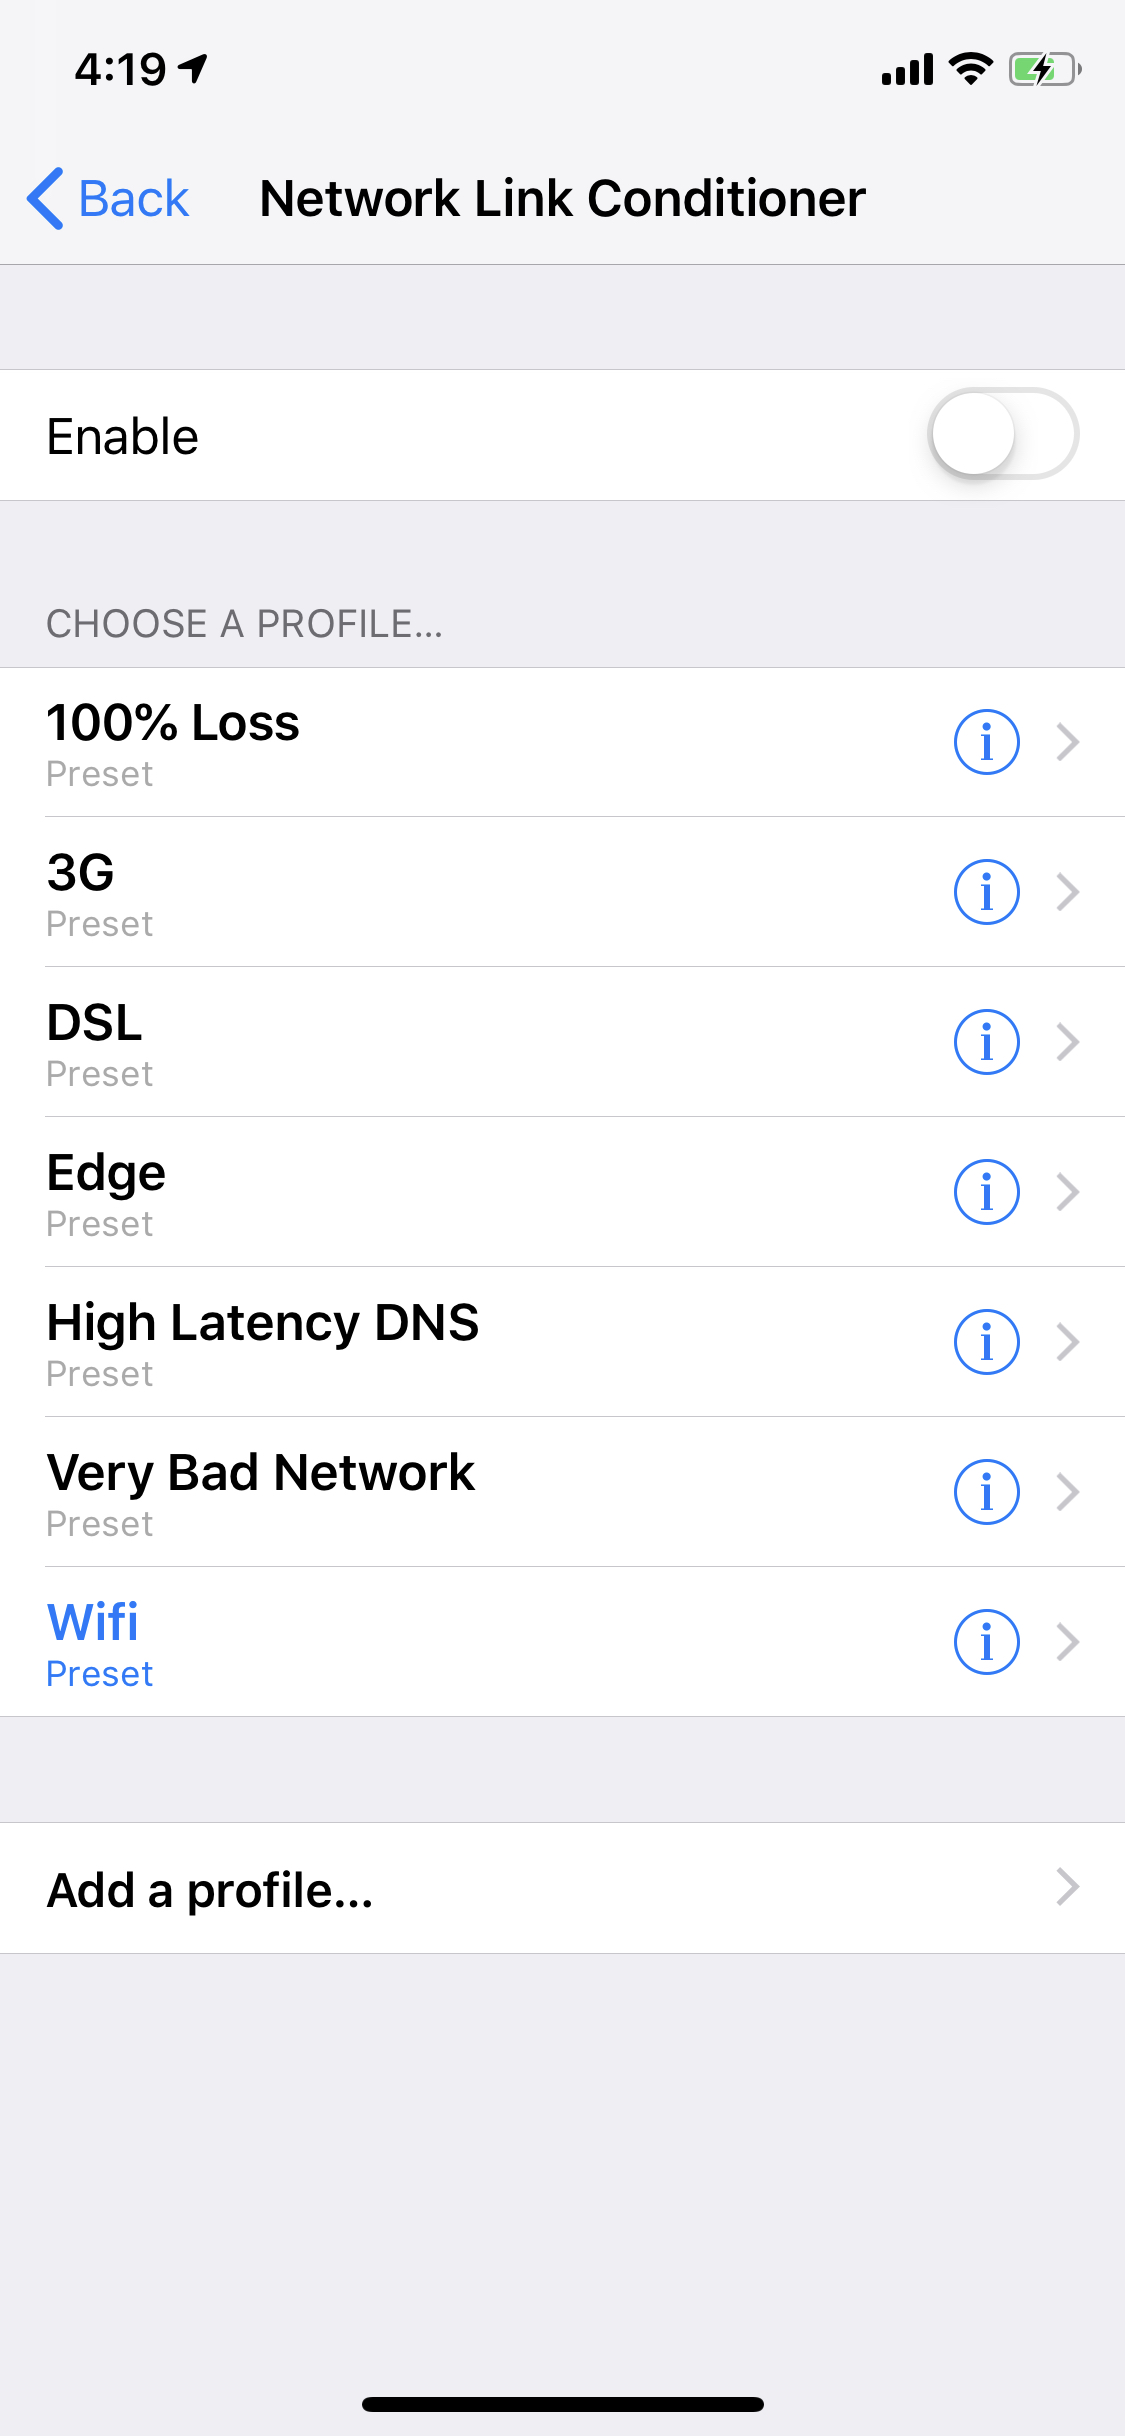 4:19
Back Network Link Conditioner
Enable
CHOOSE A PROFILE...
100% Loss
Preset
3G
Preset
DSL
Preset
Edge
Preset
High Latency DNS
Preset
Very Bad Network
Preset
Wifi
Preset
Add a profile...